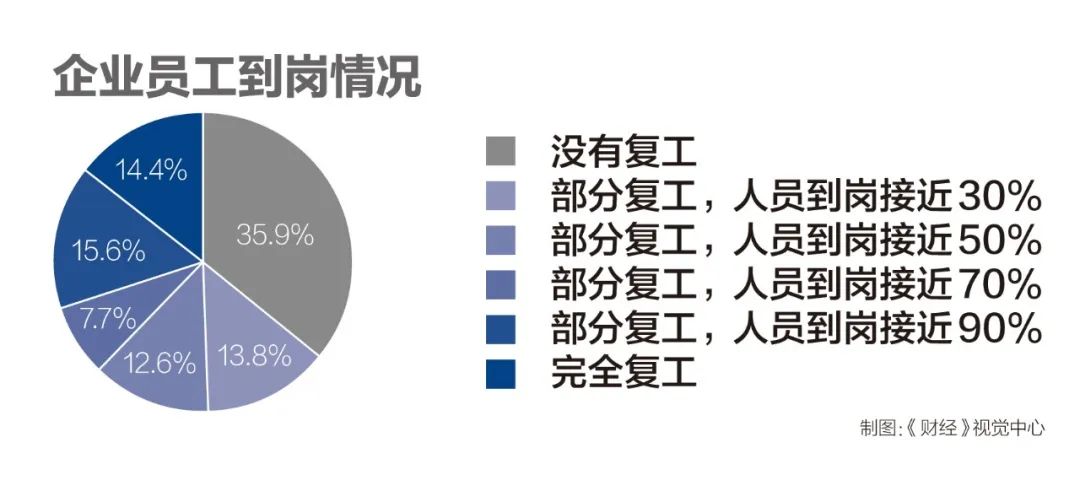 企业员工到岗情况
14.4%
35.9%
15.6%
7.7%
12.6%
13.8%
没有复工
部分复工，人员到岗接近30%
部分复工，人员到岗接近50%
部分复工，人员到岗接近70%
部分复工，人员到岗接近90%
完全复工
制图:《财经》视觉中心